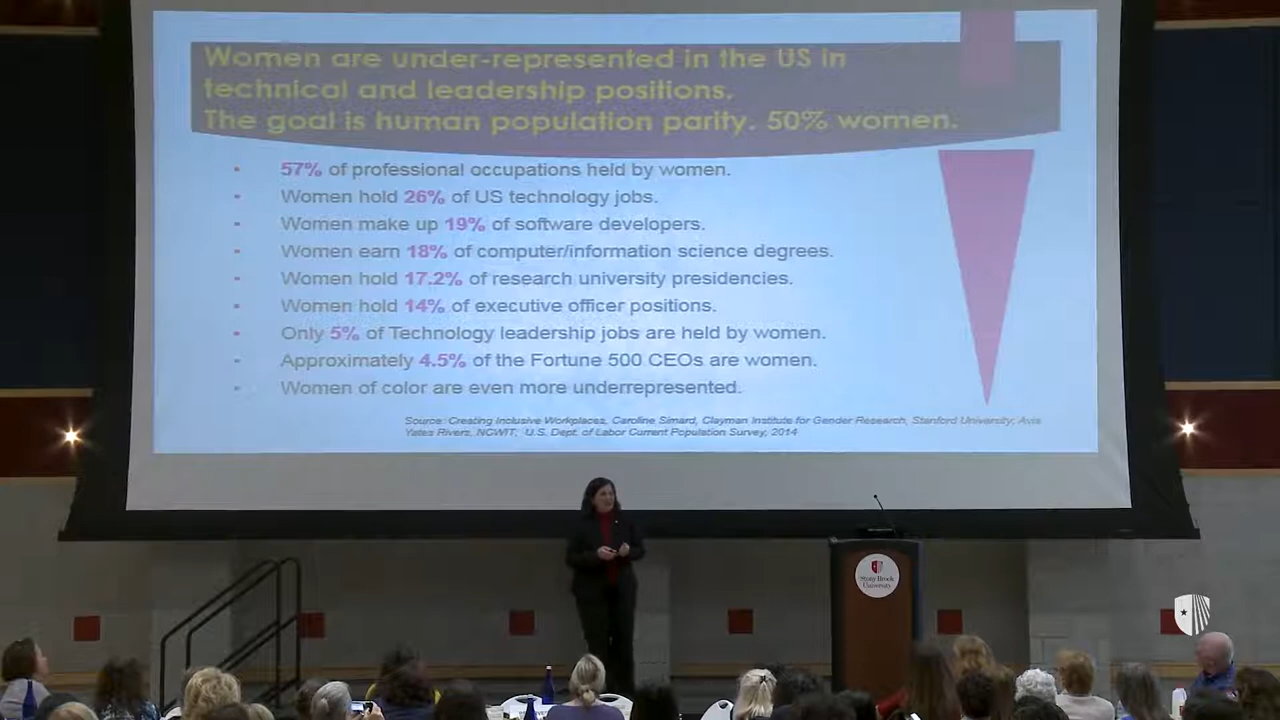 Women are under-represented in the US in
technical and leadership positions.
The goal is human population parity. 50% women.
57% of professional occupations held by women.
Women hold 26% of US technology jobs.
Women make up 19% of software developers.
Women earn 18% of computer/information science degrees.
Women hold 17.2% of research university presidencies.
Women hold 14% of executive officer positions.
Only 5% of Technology leadership jobs are held by women.
Approximately 4.5% of the Fortune 500 CEOs are women.
Women of color are even more underrepresented.
Source: Creating Inclusive Workplaces, Caroline Simard, Clayman Institute for Gender Research, Stanford University; Avis
Yates Rivers, NCWIT; U.S. Dept. of Labor Current Population Survey, 2014
Stony Brook
University